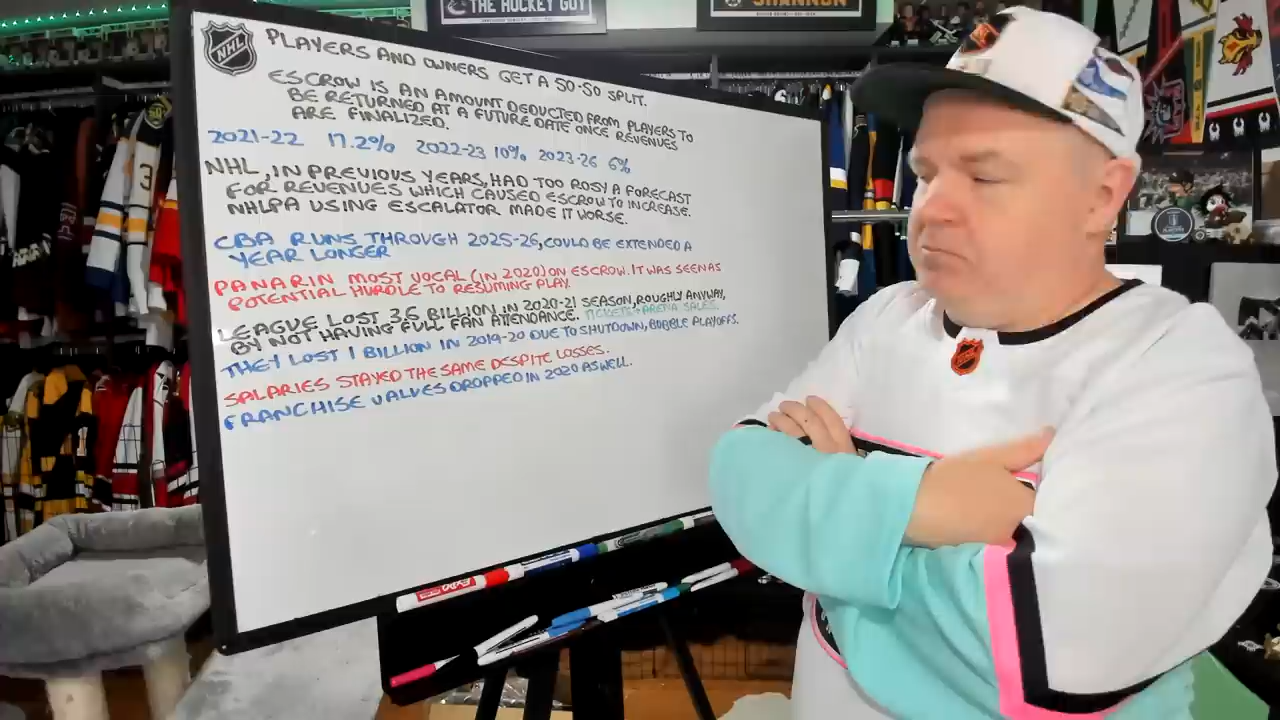 THE HOCKEY GUY
SHANNON
NHL
PLAYERS AND OWNERS GET A 50-50 SPLIT.
ESCROW IS AN AMOUNT DEDUCTED FROM PLAYERS TO
BE RETURNED AT A FUTURE DATE ONCE REVENUES
ARE FINALIZED.
2021-22 17.2% 2022-23 10% 2023-26 6%
NHL, IN PREVIOUS YEARS, HAD TOO ROSY A FORECAST
FOR REVENUES WHICH CAUSED ESCROW TO INCREASE.
NHLPA USING ESCALATOR MADE IT WORSE.
CBA RUNS THROUGH 2025-26, COULD BE EXTENDED A
YEAR LONGER
PANARIN MOST VOCAL (IN 2020) ON ESCROW. IT WAS SEEN AS
POTENTIAL HURDLE TO RESUMING PLAY.
LEAGUE LOST 3.6 BILLION IN 2020-21 SEASON, ROUGHLY ANYWAY,
BY NOT HAVING FULL FAN ATTENDANCE. TICKETS + ARENA SALES.
THEY LOST 1 BILLION IN 2019-20 DUE TO SHUTDOWN, BUBBLE PLAYOFFS.
SALARIES STAYED THE SAME DESPITE LOSSES.
FRANCHISE VALUES DROPPED IN 2020 AS WELL.
EXPO
3